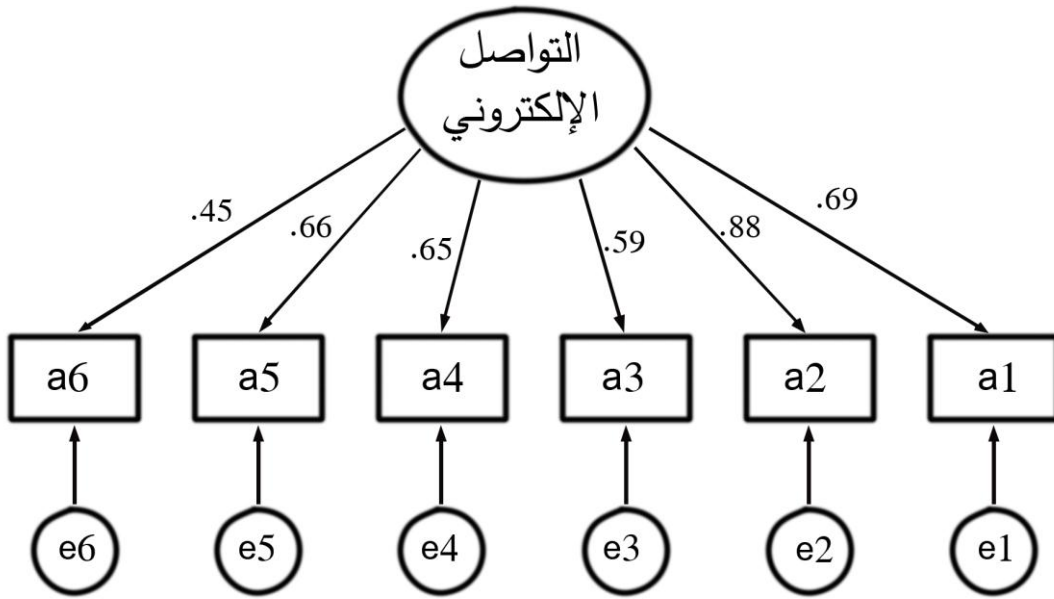 التواصل
الإلكتروني
.45 .66 .65 .59 .88 .69
a6 a5 a4 a3 a2 a1
e6 e5 e4 e3 e2 e1